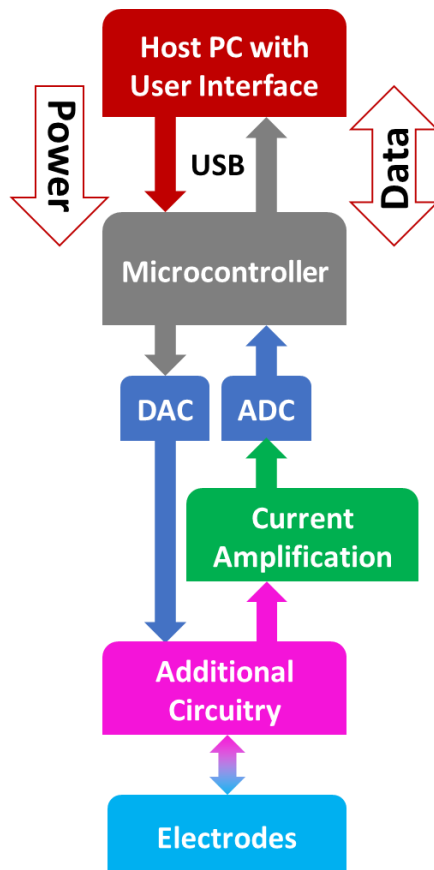 Host PC with
User Interface
Power
USB
Data
Microcontroller
DAC
ADC
Current
Amplification
Additional
Circuitry
Electrodes